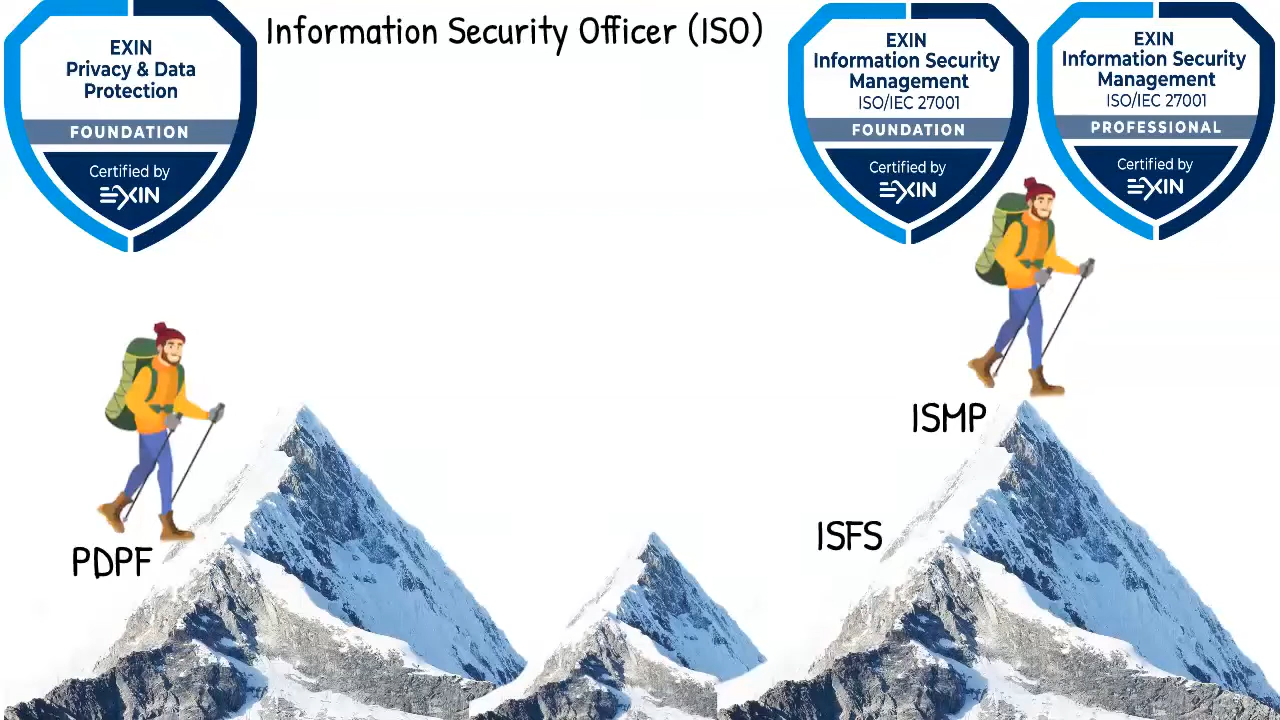 Information Security Officer (ISO)
EXIN
Privacy & Data
Protection
FOUNDATION
Certified by
EXIN
EXIN
Information Security
Management
ISO/IEC 27001
FOUNDATION
Certified by
EXIN
EXIN
Information Security
Management
ISO/IEC 27001
PROFESSIONAL
Certified by
EXIN
ISMP
ISFS
PDPF